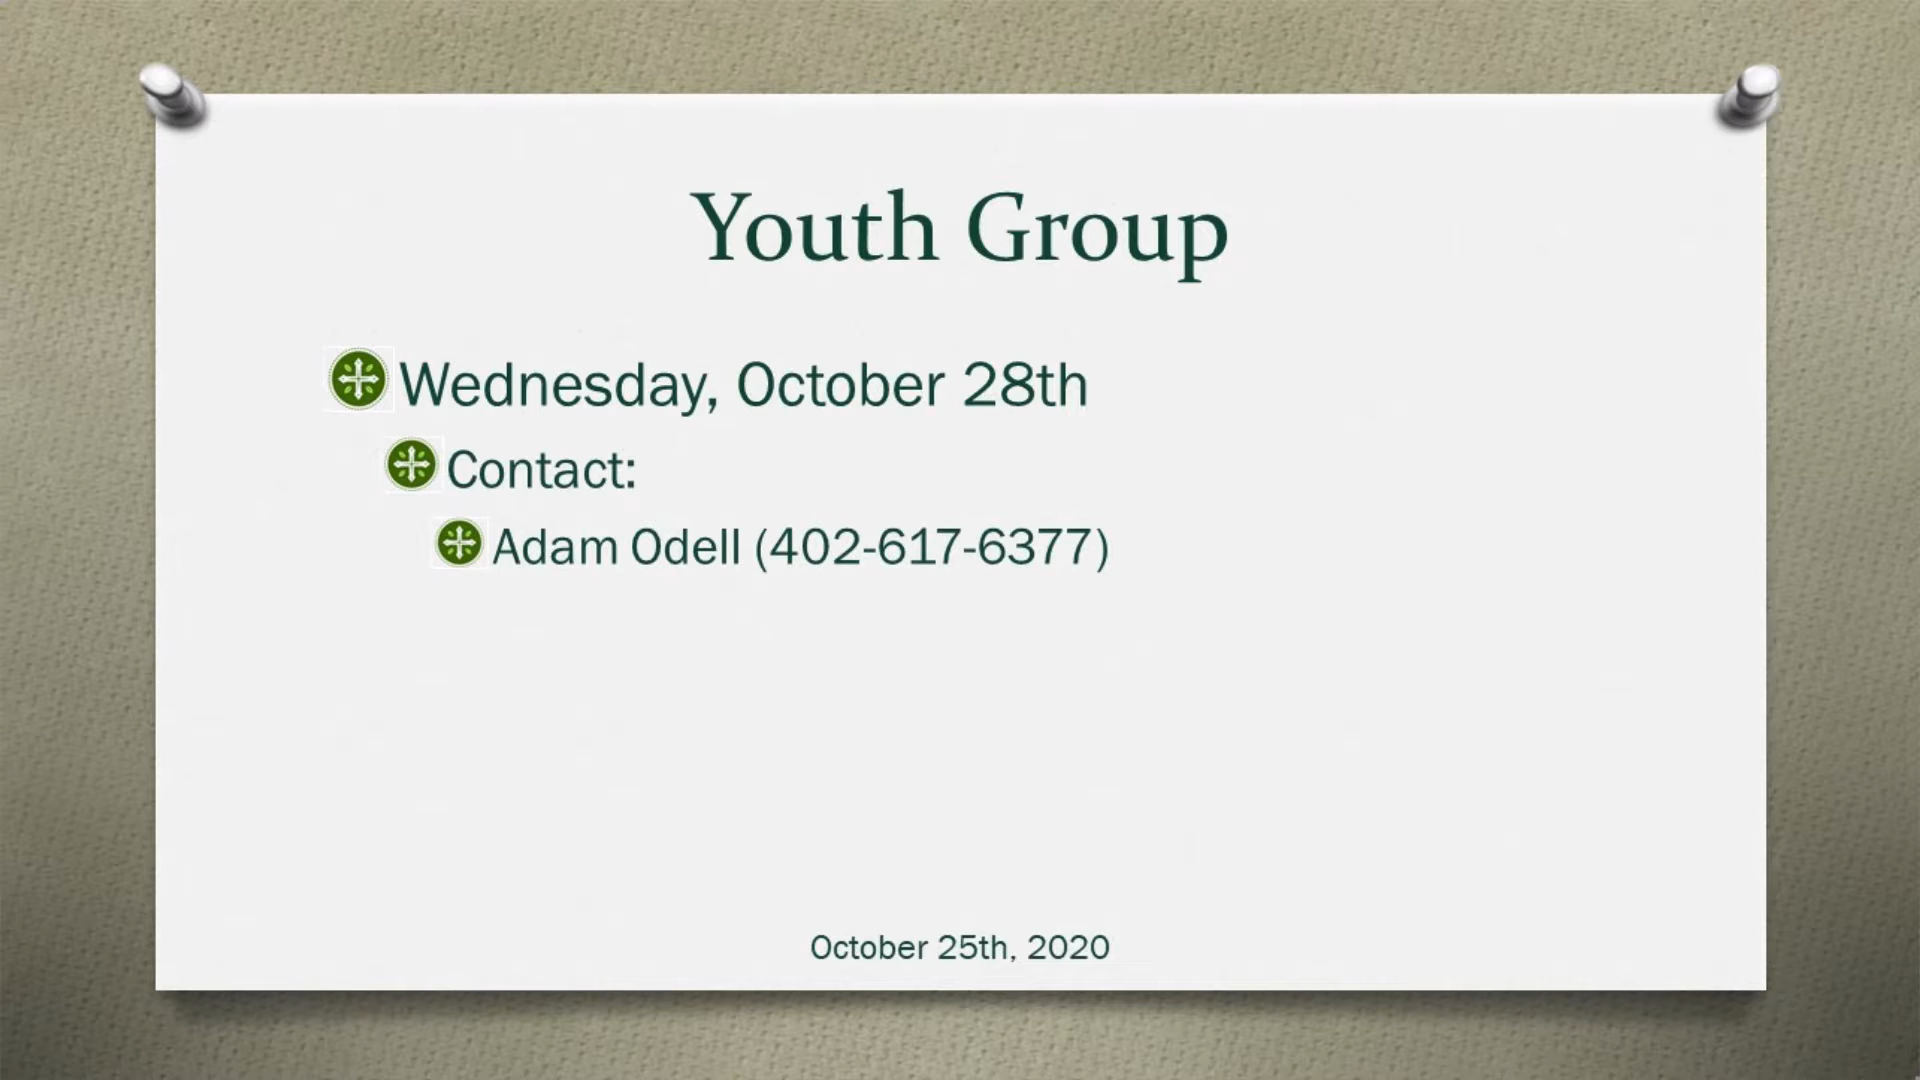 Youth Group
Wednesday, October 28th
Contact:
Adam Odell (402-617-6377)
October 25th, 2020